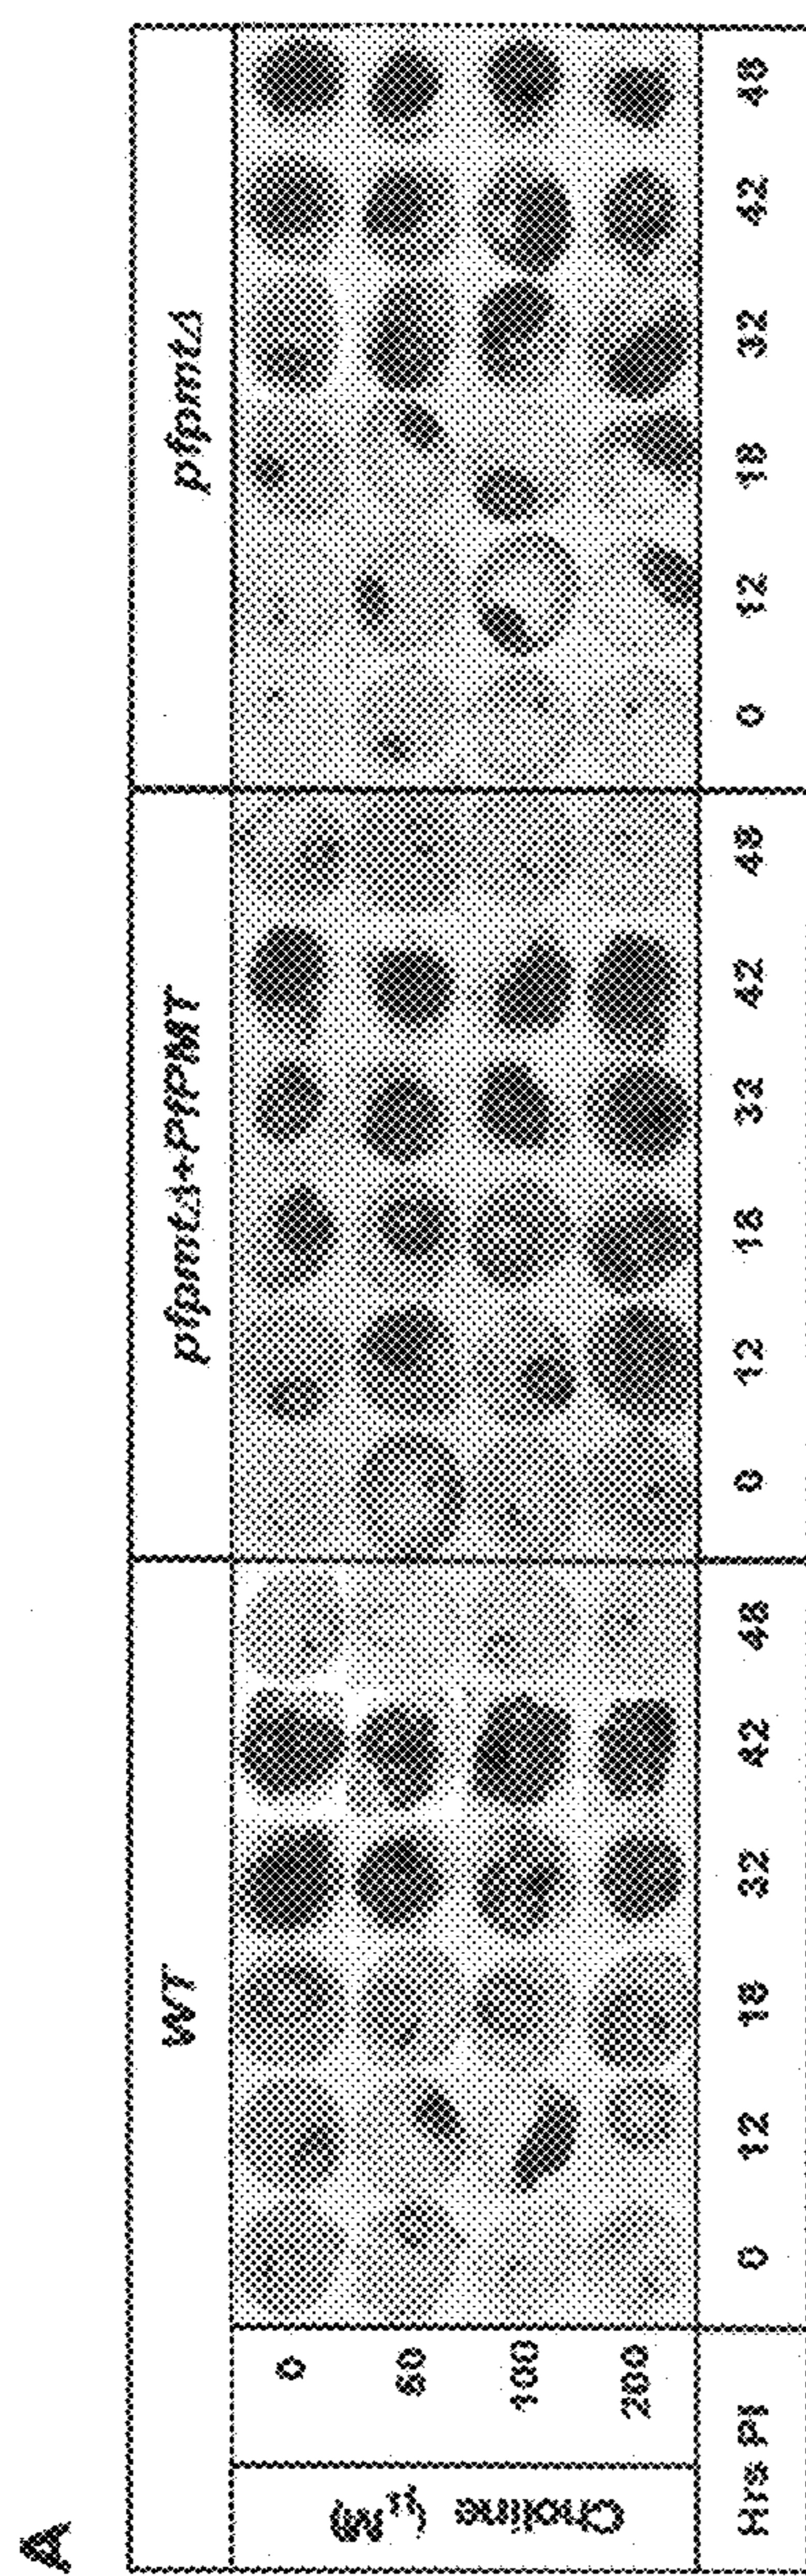 A
WT pfpmtΔ+PfPMT pfpmtΔ
Choline (μM)
0
50
100
200
Hrs PI 0 12 18 32 42 48 0 12 18 32 42 48 0 12 18 32 42 48